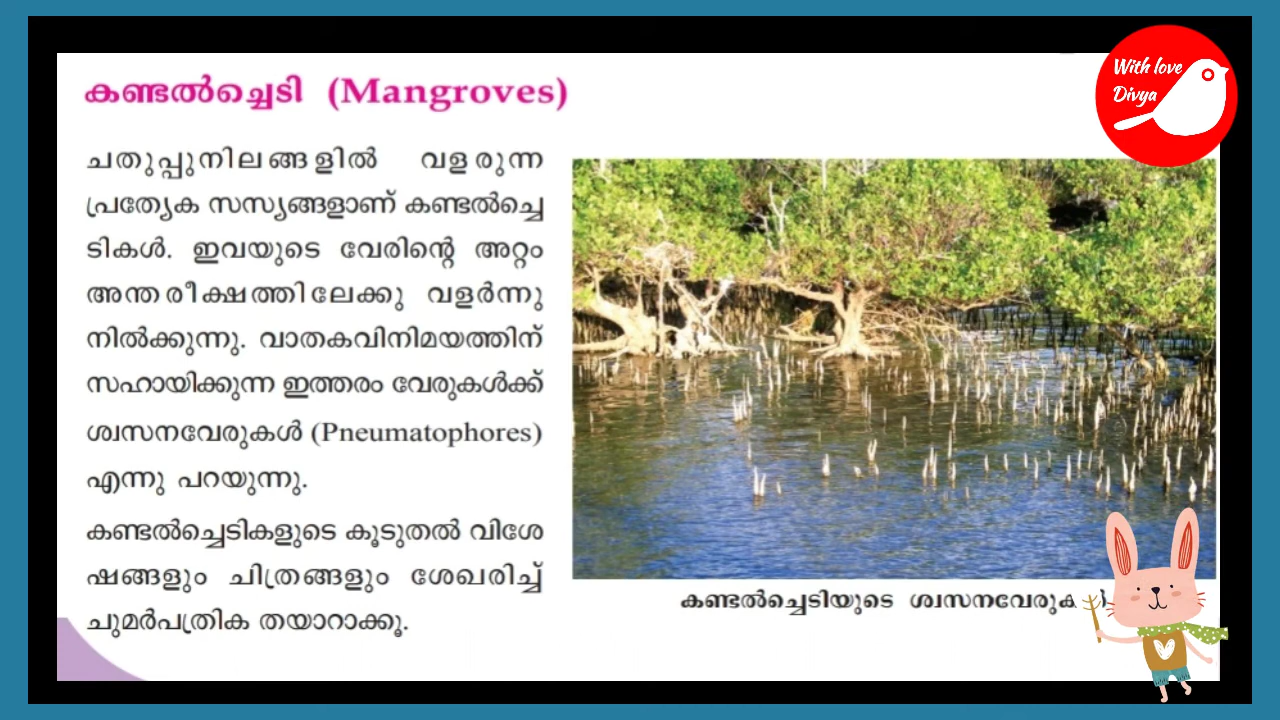 കണ്ടൽച്ചെടി (Mangroves)
ചതുപ്പുനിലങ്ങളിൽ വളരുന്ന
പ്രത്യേക സസ്യങ്ങളാണ് കണ്ടൽച്ചെ
ടികൾ. ഇവയുടെ വേരിന്റെ അറ്റം
അന്തരീക്ഷത്തിലേക്കു വളർന്നു
നിൽക്കുന്നു. വാതകവിനിമയത്തിന്
സഹായിക്കുന്ന ഇത്തരം വേരുകൾക്ക്
ശ്വസനവേരുകൾ (Pneumatophores)
എന്നു പറയുന്നു.
കണ്ടൽച്ചെടികളുടെ കൂടുതൽ വിശേ
ഷങ്ങളും ചിത്രങ്ങളും ശേഖരിച്ച്
ചുമർപത്രിക തയാറാക്കൂ.
കണ്ടൽച്ചെടിയുടെ
With love
Divya